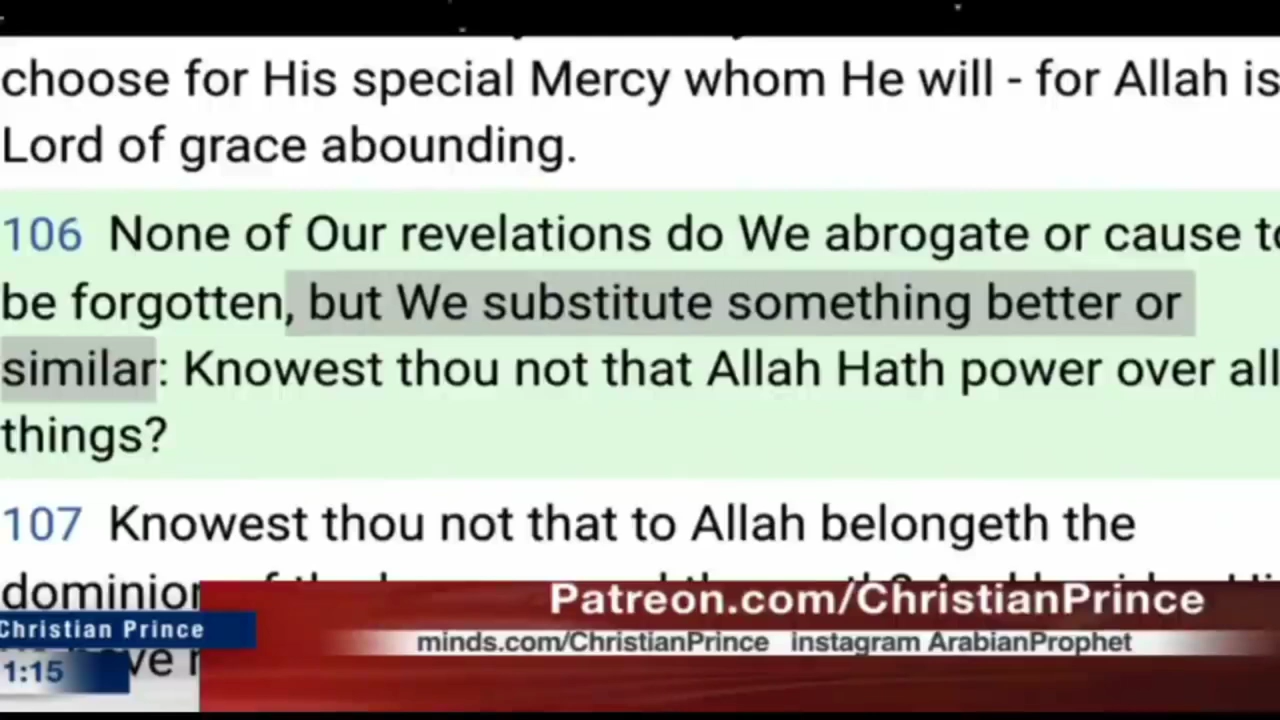 choose for His special Mercy whom He will - for Allah is
Lord of grace abounding.
106 None of Our revelations do We abrogate or cause to
be forgotten, but We substitute something better or
similar: Knowest thou not that Allah Hath power over all
things?
107 Knowest thou not that to Allah belongeth the
Patreon.com/ChristianPrince
Christian Prince
minds.com/ChristianPrince instagram ArabianProphet
1:15